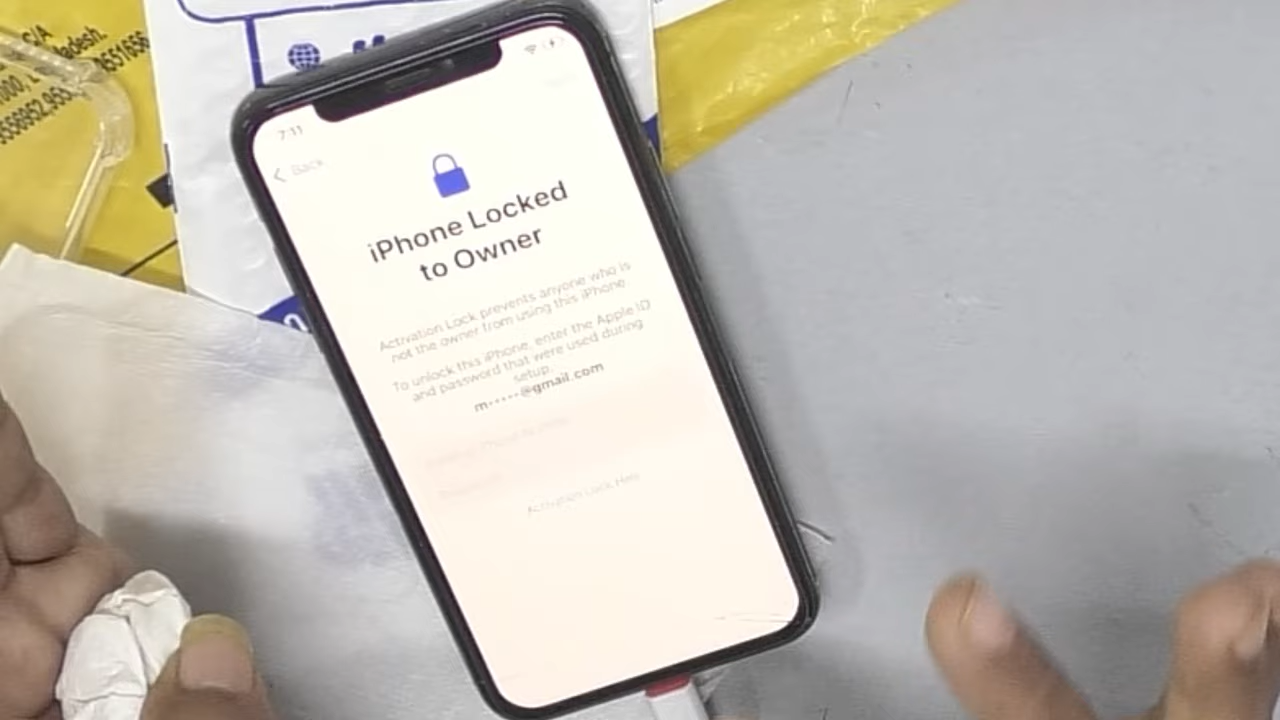 7:11
Back
iPhone Locked
to Owner
Activation Lock prevents anyone who is
not the owner from using this iPhone
To unlock this iPhone, enter the Apple ID
and password that were used during
setup.
m•••••@gmail.com
Activation Lock Help